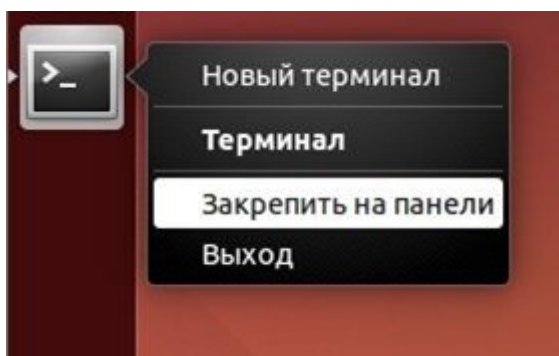 >_
Новый терминал
Терминал
Закрепить на панели
Выход